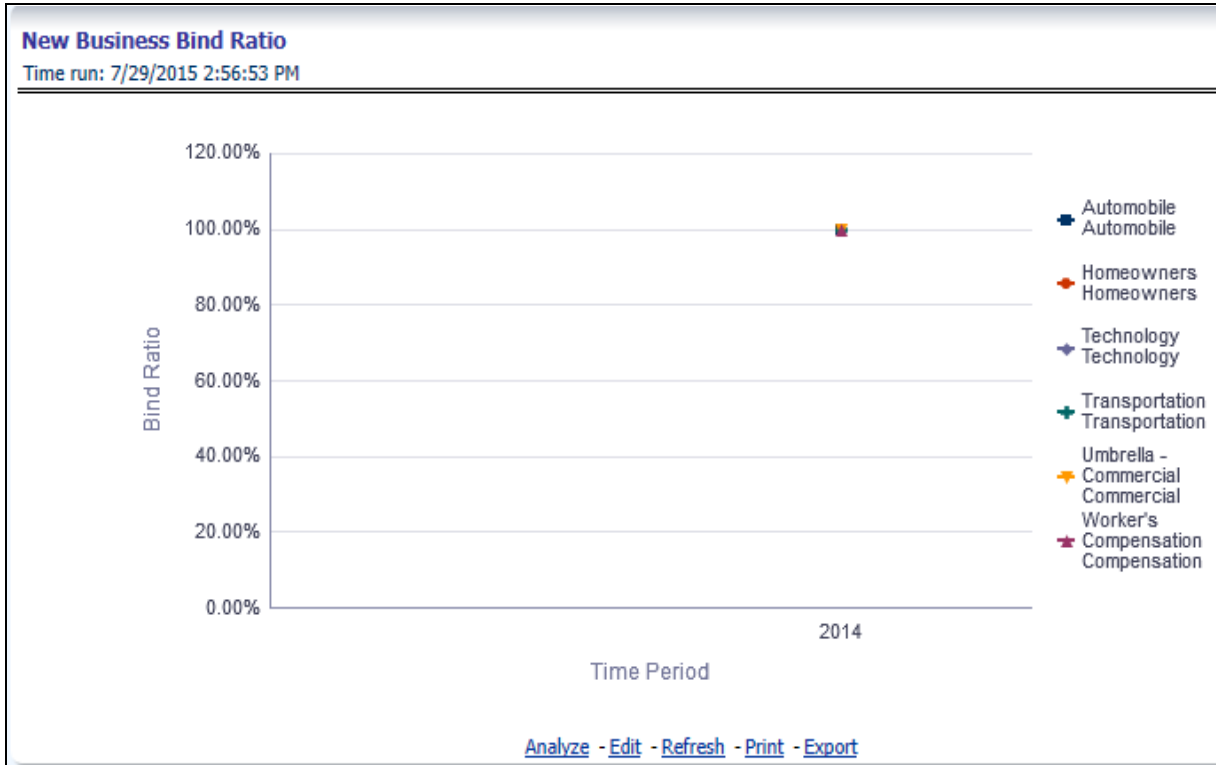 New Business Bind Ratio
Time run: 7/29/2015 2:56:53 PM
120.00%
100.00%
80.00%
60.00%
40.00%
20.00%
0.00%
Bind Ratio
2014
Time Period
Automobile
Automobile
Homeowners
Homeowners
Technology
Technology
Transportation
Transportation
Umbrella -
Commercial
Commercial
Worker's
Compensation
Compensation
Analyze - Edit - Refresh - Print - Export